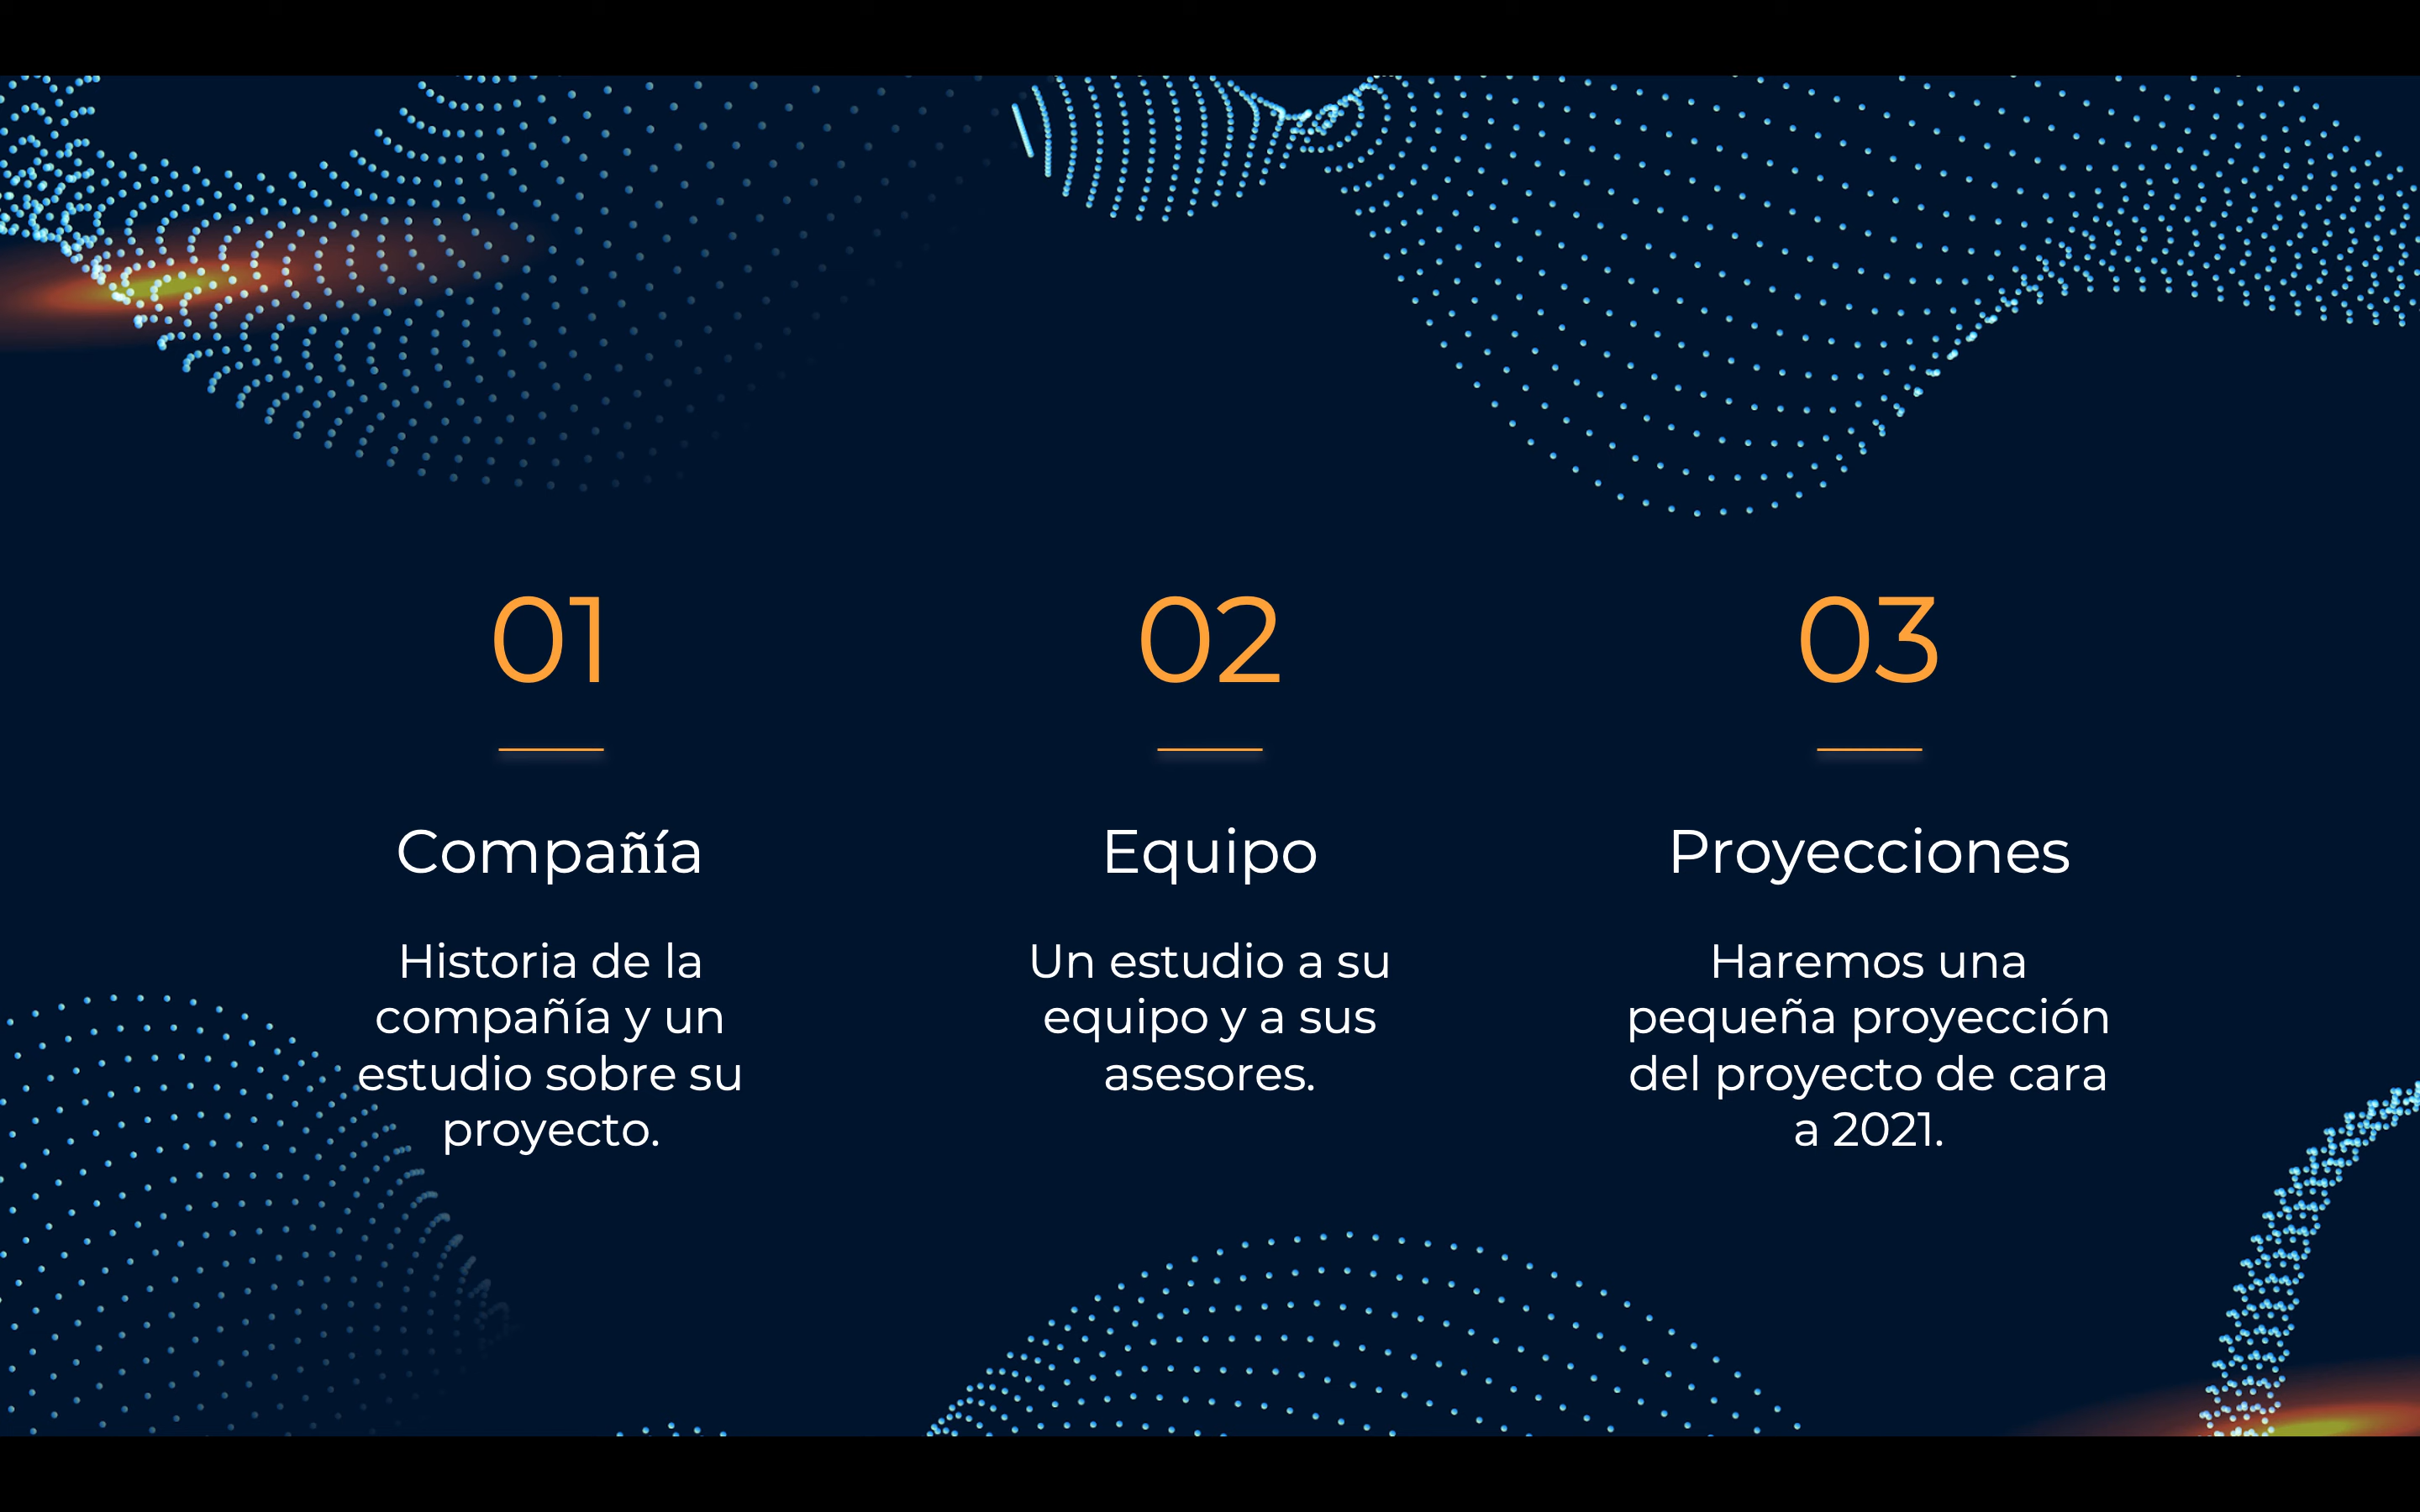 01
Compañía
Historia de la
compañía y un
estudio sobre su
proyecto.
02
Equipo
Un estudio a su
equipo y a sus
asesores.
03
Proyecciones
Haremos una
pequeña proyección
del proyecto de cara
a 2021.